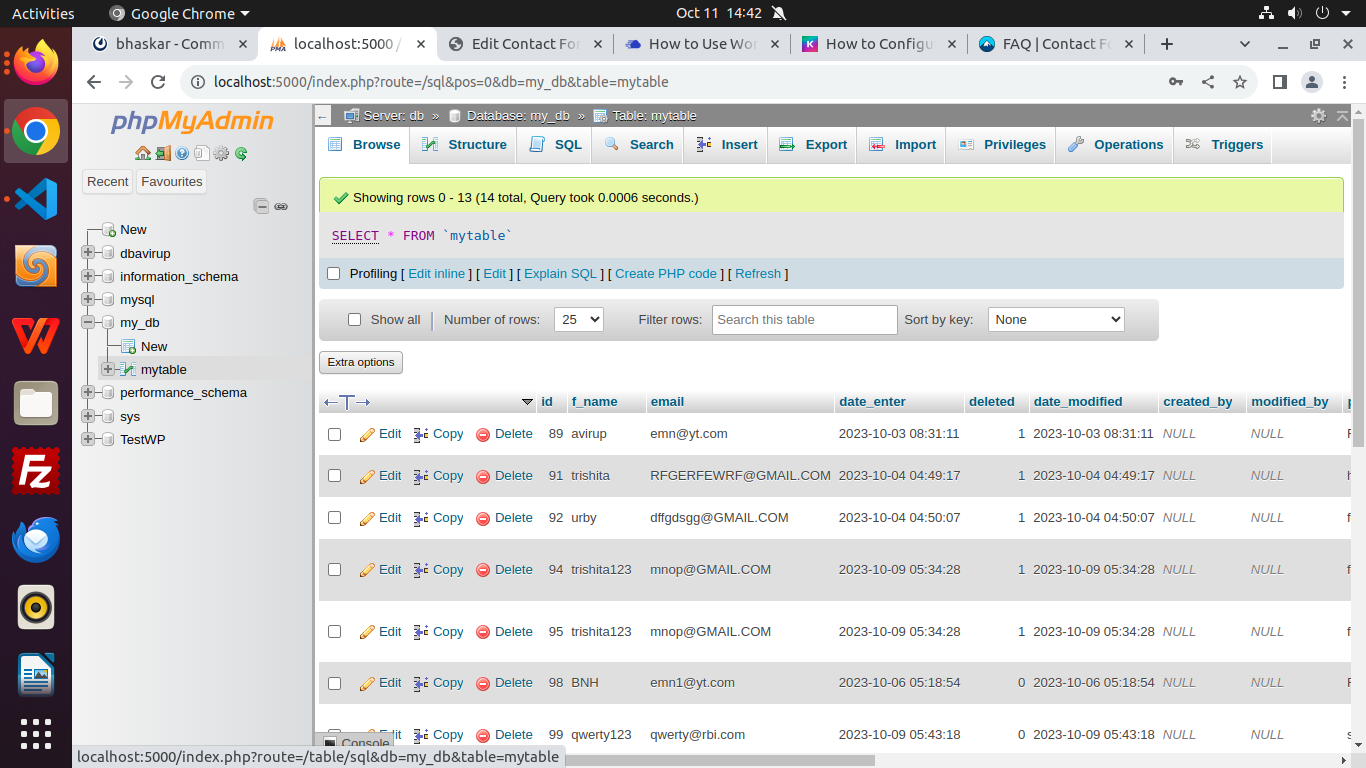 Activities Google Chrome Oct 11 14:42
bhaskar - Comm localhost:5000/ Edit Contact For How to Use Wor How to Configu FAQ | Contact Fo
localhost:5000/index.php?route=/sql&pos=0&db=my_db&table=mytable
phpMyAdmin
Recent Favourites
New
dbavirup
information_schema
mysql
my_db
New
mytable
performance_schema
sys
TestWP
Server: db » Database: my_db » Table: mytable
Browse Structure SQL Search Insert Export Import Privileges Operations Triggers
Showing rows 0 - 13 (14 total, Query took 0.0006 seconds.)
SELECT * FROM `mytable`
Profiling [ Edit inline ] [ Edit ] [ Explain SQL ] [ Create PHP code ] [ Refresh ]
Show all Number of rows: 25 Filter rows: Search this table Sort by key: None
Extra options
id f_name email date_enter deleted date_modified created_by modified_by
Edit Copy Delete 89 avirup emn@yt.com 2023-10-03 08:31:11 1 2023-10-03 08:31:11 NULL NULL
Edit Copy Delete 91 trishita RFGERFEWRF@GMAIL.COM 2023-10-04 04:49:17 1 2023-10-04 04:49:17 NULL NULL
Edit Copy Delete 92 urby dffgdsgg@GMAIL.COM 2023-10-04 04:50:07 1 2023-10-04 04:50:07 NULL NULL
Edit Copy Delete 94 trishita123 mnop@GMAIL.COM 2023-10-09 05:34:28 1 2023-10-09 05:34:28 NULL NULL
Edit Copy Delete 95 trishita123 mnop@GMAIL.COM 2023-10-09 05:34:28 1 2023-10-09 05:34:28 NULL NULL
Edit Copy Delete 98 BNH emn1@yt.com 2023-10-06 05:18:54 0 2023-10-06 05:18:54 NULL NULL
Edit Copy Delete 99 qwerty123 qwerty@rbi.com 2023-10-06 05:43:18 0 2023-10-06 05:43:18 NULL NULL
Console
localhost:5000/index.php?route=/table/sql&db=my_db&table=mytable